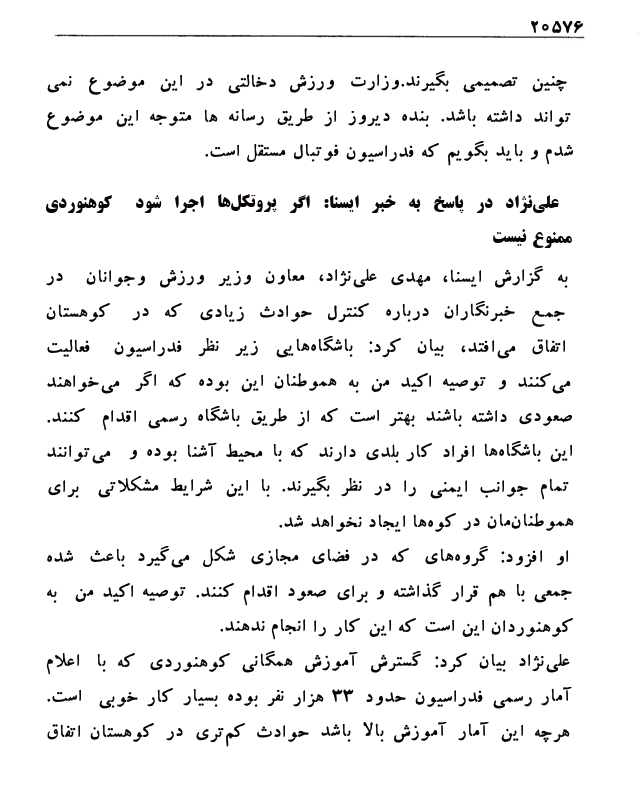 ۲۰۵۷۶
چنین تصمیمی بگیرند.وزارت ورزش دخالتی در این موضوع نمی
تواند داشته باشد. بنده دیروز از طریق رسانه ها متوجه این موضوع
شدم و باید بگویم که فدراسیون فوتبال مستقل است.
علی‌نژاد در پاسخ به خبر ایسنا: اگر پروتکل‌ها اجرا شود کوهنوردی
ممنوع نیست
به گزارش ایسنا، مهدی علی‌نژاد، معاون وزیر ورزش وجوانان در
جمع خبرنگاران درباره کنترل حوادث زیادی که در کوهستان
اتفاق می‌افتد، بیان کرد: باشگاه‌هایی زیر نظر فدراسیون فعالیت
می‌کنند و توصیه اکید من به هموطنان این بوده که اگر می‌خواهند
صعودی داشته باشند بهتر است که از طریق باشگاه رسمی اقدام کنند.
این باشگاه‌ها افراد کار بلدی دارند که با محیط آشنا بوده و می‌توانند
تمام جوانب ایمنی را در نظر بگیرند. با این شرایط مشکلاتی برای
هموطنان‌مان در کوه‌ها ایجاد نخواهد شد.
او افزود: گروه‌های که در فضای مجازی شکل می‌گیرد باعث شده
جمعی با هم قرار گذاشته و برای صعود اقدام کنند. توصیه اکید من به
کوهنوردان این است که این کار را انجام ندهند.
علی‌نژاد بیان کرد: گسترش آموزش همگانی کوهنوردی که با اعلام
آمار رسمی فدراسیون حدود ۳۳ هزار نفر بوده بسیار کار خوبی است.
هرچه این آمار آموزش بالا باشد حوادث کم‌تری در کوهستان اتفاق